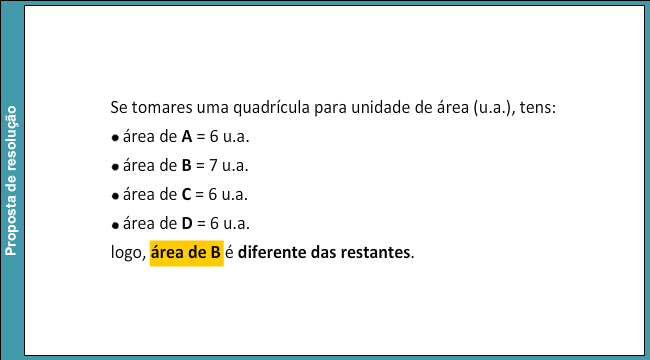 Proposta de resolução
Se tomares uma quadrícula para unidade de área (u.a.), tens:
• área de A = 6 u.a.
• área de B = 7 u.a.
• área de C = 6 u.a.
• área de D = 6 u.a.
logo, área de B é diferente das restantes.